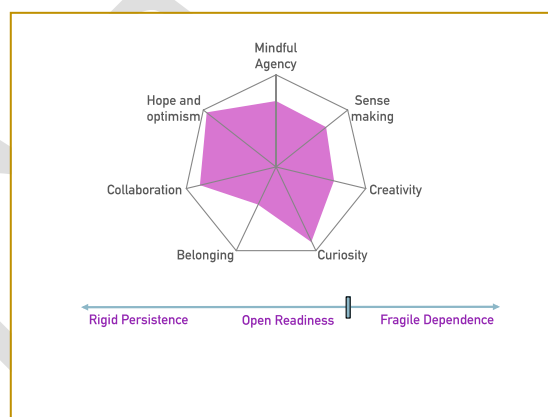 Mindful
Agency
Hope and
optimism
Sense
making
Collaboration
Creativity
Belonging
Curiosity
Rigid Persistence
Open Readiness
Fragile Dependence